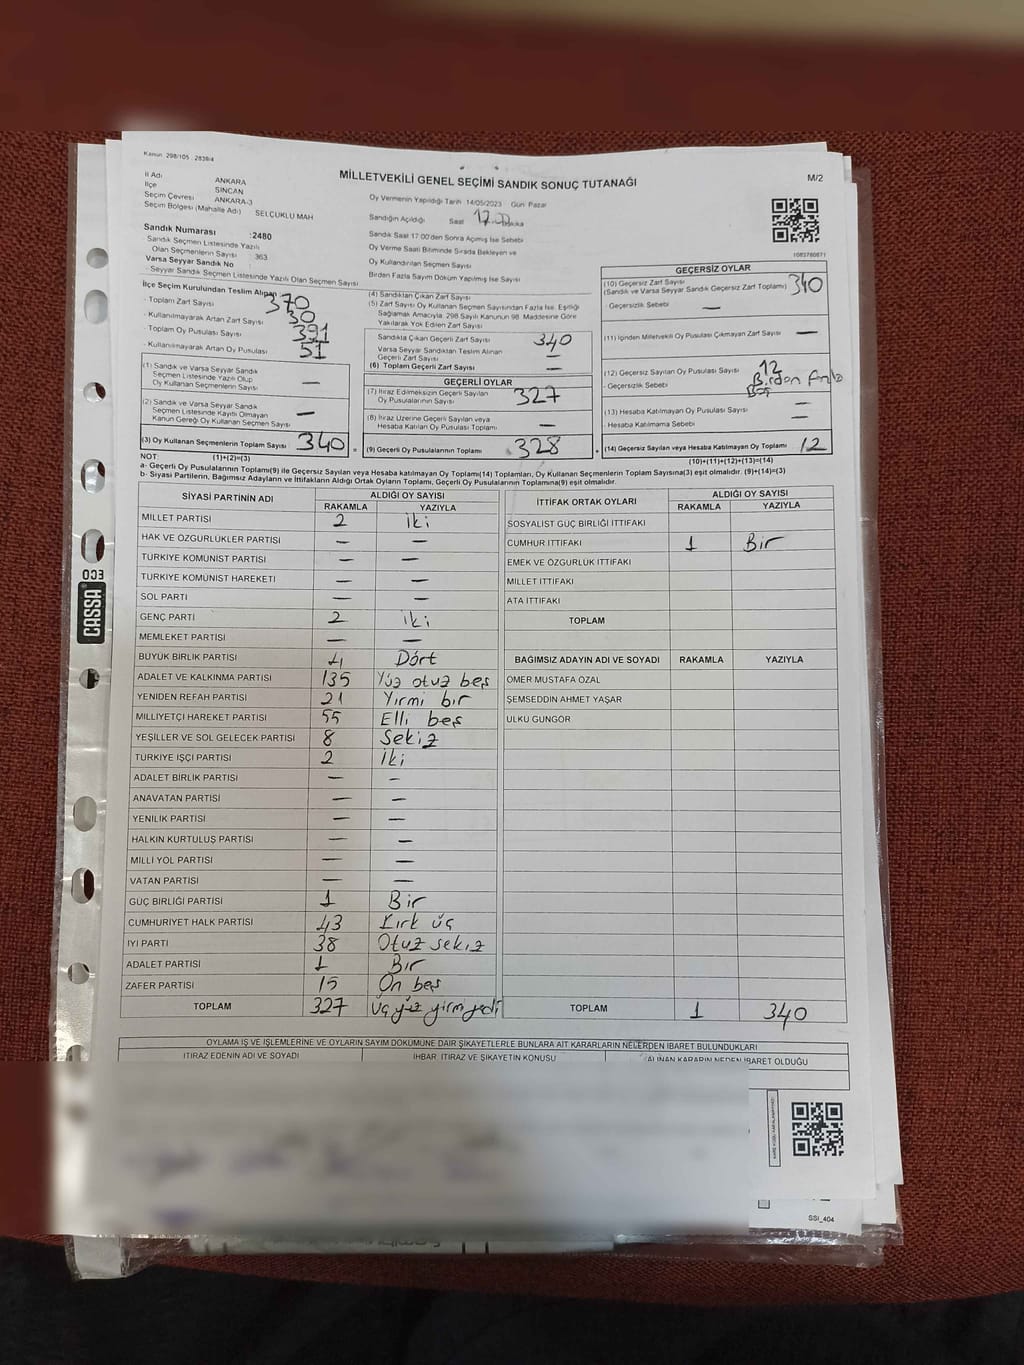 Kanun 298/105 2839/4
MİLLETVEKİLİ GENEL SEÇİMİ SANDIK SONUÇ TUTANAĞI
M/2
İl Adı ANKARA
İlçe SİNCAN
Seçim Çevresi ANKARA-3
Seçim Bölgesi (Mahalle Adı) SELÇUKLU MAH
Sandık Numarası :2480
Sandık Seçmen Listesinde Yazılı
Olan Seçmenlerin Sayısı 363
Varsa Seyyar Sandık No
Seyyar Sandık Seçmen Listesinde Yazılı Olan Seçmen Sayısı
Oy Vermenin Yapıldığı Tarih 14/05/2023 Gün Pazar
Sandığın Açıldığı Saat 17.00 Dakika
Sandık Saat 17.00'den Sonra Açımış İse Sebebi
Oy Verme Saati Bitiminde Sırada Bekleyen ve
Oy Kullandırılan Seçmen Sayısı
Birden Fazla Sayım Döküm Yapılmış İse Sayısı
1083780671
İlçe Seçim Kurulundan Teslim Alınan
- Toplam Zarf Sayısı 370
- Kullanılmayarak Artan Zarf Sayısı 30
- Toplam Oy Pusulası Sayısı 391
- Kullanılmayarak Artan Oy Pusulası 51
(1) Sandık ve Varsa Seyyar Sandık
Seçmen Listesinde Yazılı Olup
Oy Kullanan Seçmenlerin Sayısı —
(2) Sandık ve Varsa Seyyar Sandık
Seçmen Listesinde Kayıtlı Olmayan
Kanun Gereği Oy Kullanan Seçmen Sayısı —
(3) Oy Kullanan Seçmenlerin Toplam Sayısı 340
(4) Sandıktan Çıkan Zarf Sayısı
(5) Zarf Sayısı Oy Kullanan Seçmen Sayısından Fazla İse, Eşitliği
Sağlamak Amacıyla, 298 Sayılı Kanunun 98. Maddesine Göre
Yakılarak Yok Edilen Zarf Sayısı
Sandıkta Çıkan Geçerli Zarf Sayısı 340
Varsa Seyyar Sandıktan Teslim Alınan
Geçerli Zarf Sayısı —
(6) Toplam Geçerli Zarf Sayısı —
GEÇERLİ OYLAR
(7) İtiraz Edilmeksizin Geçerli Sayılan
Oy Pusulalarının Sayısı 327
(8) İtiraz Üzerine Geçerli Sayılan veya
Hesaba Katılan Oy Pusulası Toplamı —
(9) Geçerli Oy Pusulalarının Toplamı 328
GEÇERSİZ OYLAR
(10) Geçersiz Zarf Sayısı
(Sandık ve Varsa Seyyar Sandık Geçersiz Zarf Toplamı) 340
- Geçersizlik Sebebi —
(11) İçinden Milletvekili Oy Pusulası Çıkmayan Zarf Sayısı —
(12) Geçersiz Sayılan Oy Pusulası Sayısı 12
- Geçersizlik Sebebi Birden fazla
(13) Hesaba Katılmayan Oy Pusulası Sayısı —
- Hesaba Katılmama Sebebi —
(14) Geçersiz Sayılan veya Hesaba Katılmayan Oy Toplamı 12
NOT: (1)+(2)=(3) (10)+(11)+(12)+(13)=(14)
a- Geçerli Oy Pusulalarının Toplamı(9) ile Geçersiz Sayılan veya Hesaba katılmayan Oy Toplamı(14) Toplamları, Oy Kullanan Seçmenlerin Toplam Sayısına(3) eşit olmalıdır. (9)+(14)=(3)
b- Siyasi Partilerin, Bağımsız Adayların ve İttifakların Aldığı Ortak Oyların Toplamı, Geçerli Oy Pusulalarının Toplamına(9) eşit olmalıdır.
SİYASİ PARTİNİN ADI ALDIĞI OY SAYISI
RAKAMLA YAZIYLA
MİLLET PARTİSİ 2 iki
HAK VE ÖZGÜRLÜKLER PARTİSİ — —
TÜRKİYE KOMÜNİST PARTİSİ — —
TÜRKİYE KOMÜNİST HAREKETİ — —
SOL PARTİ — —
GENÇ PARTİ 2 iki
MEMLEKET PARTİSİ — —
BÜYÜK BİRLİK PARTİSİ 4 Dört
ADALET VE KALKINMA PARTİSİ 135 Yüz otuz beş
YENİDEN REFAH PARTİSİ 21 Yirmi bir
MİLLİYETÇİ HAREKET PARTİSİ 55 Elli beş
YEŞİLLER VE SOL GELECEK PARTİSİ 8 Sekiz
TÜRKİYE İŞÇİ PARTİSİ 2 iki
ADALET BİRLİK PARTİSİ — —
ANAVATAN PARTİSİ — —
YENİLİK PARTİSİ — —
HALKIN KURTULUŞ PARTİSİ — —
MİLLİ YOL PARTİSİ — —
VATAN PARTİSİ — —
GÜÇ BİRLİĞİ PARTİSİ 1 Bir
CUMHURİYET HALK PARTİSİ 43 Kırk üç
İYİ PARTİ 38 Otuz sekiz
ADALET PARTİSİ 1 Bir
ZAFER PARTİSİ 15 On beş
TOPLAM 327 üç yüz yirm yedi
İTTİFAK ORTAK OYLARI ALDIĞI OY SAYISI
RAKAMLA YAZIYLA
SOSYALİST GÜÇ BİRLİĞİ İTTİFAKI
CUMHUR İTTİFAKI 1 Bir
EMEK VE ÖZGÜRLÜK İTTİFAKI
MİLLET İTTİFAKI
ATA İTTİFAKI
TOPLAM
BAĞIMSIZ ADAYIN ADI VE SOYADI RAKAMLA YAZIYLA
ÖMER MUSTAFA ÖZAL
ŞEMSEDDİN AHMET YAŞAR
ÜLKÜ GÜNGÖR
TOPLAM 1 340
OYLAMA İŞ VE İŞLEMLERİNE VE OYLARIN SAYIM DÖKÜMÜNE DAİR ŞİKAYETLERLE BUNLARA AİT KARARLARIN NELERDEN İBARET BULUNDUKLARI
İTİRAZ EDENİN ADI VE SOYADI İHBAR, İTİRAZ VE ŞİKAYETİN KONUSU ALINAN KARARIN NEDEN İBARET OLDUĞU
SSİ_404
eco
CASSA